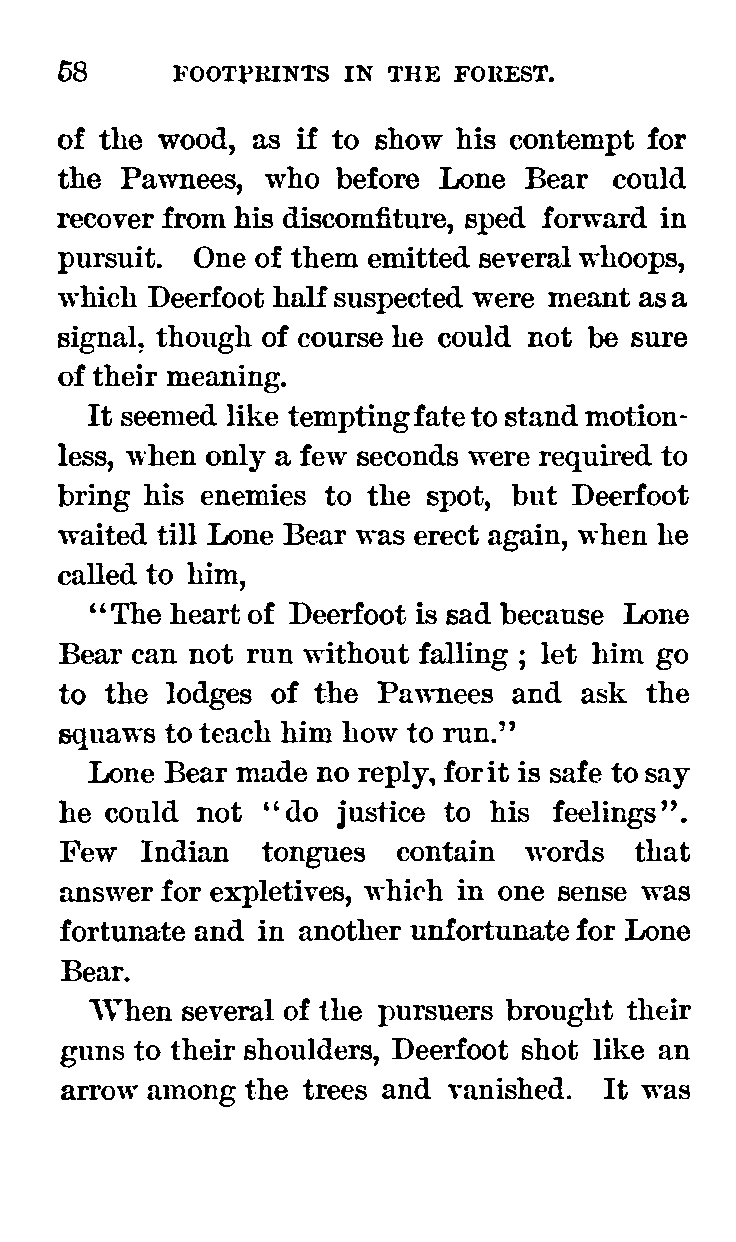 58 FOOTPRINTS IN THE FOREST.
of the wood, as if to show his contempt for
the Pawnees, who before Lone Bear could
recover from his discomfiture, sped forward in
pursuit. One of them emitted several whoops,
which Deerfoot half suspected were meant as a
signal, though of course he could not be sure
of their meaning.
It seemed like tempting fate to stand motion-
less, when only a few seconds were required to
bring his enemies to the spot, but Deerfoot
waited till Lone Bear was erect again, when he
called to him,
"The heart of Deerfoot is sad because Lone
Bear can not run without falling ; let him go
to the lodges of the Pawnees and ask the
squaws to teach him how to run."
Lone Bear made no reply, for it is safe to say
he could not "do justice to his feelings".
Few Indian tongues contain words that
answer for expletives, which in one sense was
fortunate and in another unfortunate for Lone
Bear.
When several of the pursuers brought their
guns to their shoulders, Deerfoot shot like an
arrow among the trees and vanished. It was